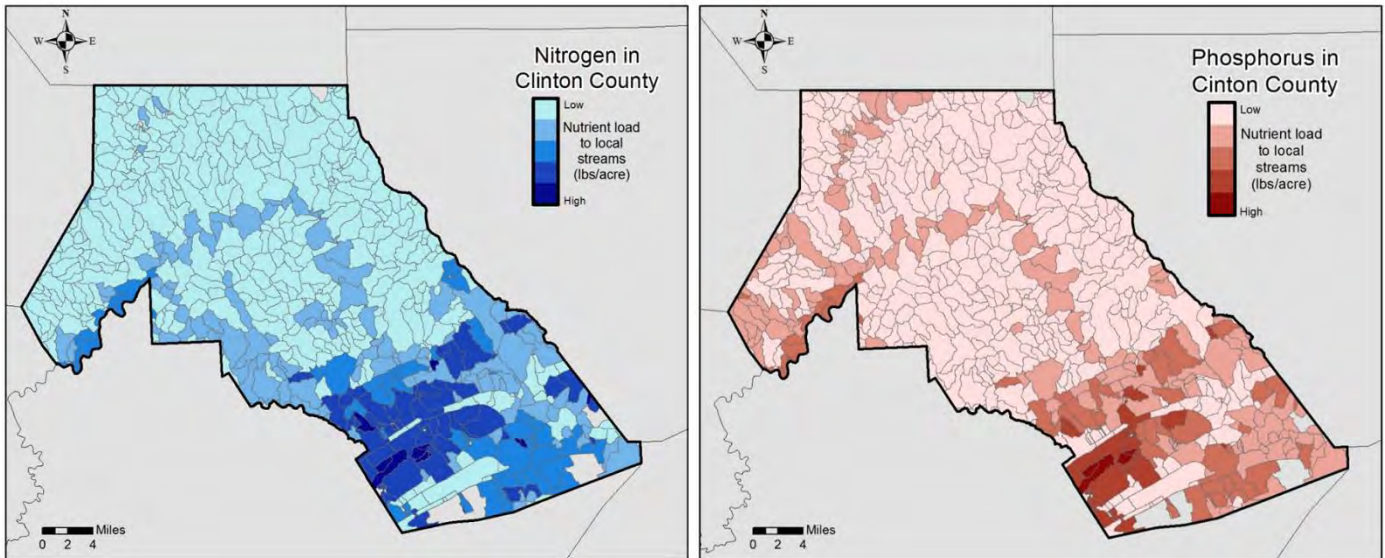 N
W E
S
Nitrogen in
Clinton County
Low
Nutrient load
to local
streams
(lbs/acre)
High
Miles
0 2 4
N
W E
S
Phosphorus in
Cinton County
Low
Nutrient load
to local
streams
(lbs/acre)
High
Miles
0 2 4